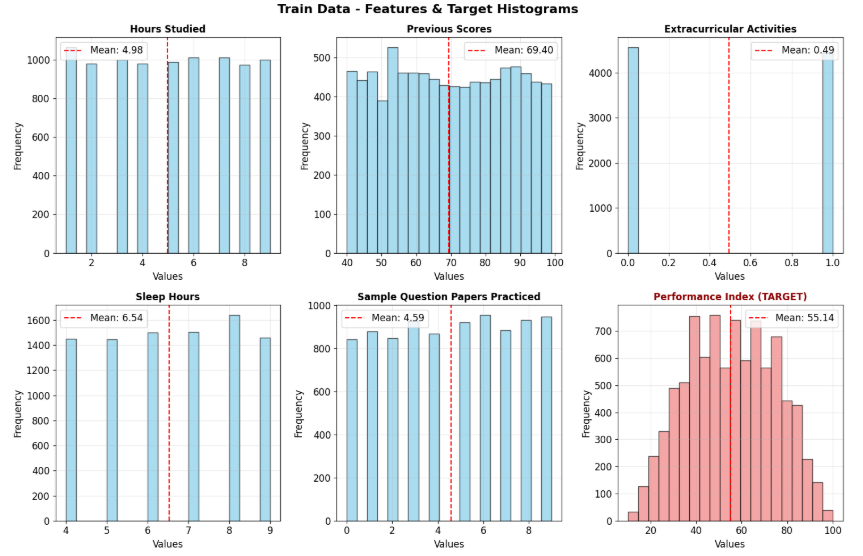 Train Data - Features & Target Histograms
Hours Studied
Mean: 4.98
Frequency
1000
800
600
400
200
0
2 4 6 8
Values
Previous Scores
Mean: 69.40
Frequency
500
400
300
200
100
0
40 50 60 70 80 90 100
Values
Extracurricular Activities
Mean: 0.49
Frequency
4000
3000
2000
1000
0
0.0 0.2 0.4 0.6 0.8 1.0
Values
Sleep Hours
Mean: 6.54
Frequency
1600
1400
1200
1000
800
600
400
200
0
4 5 6 7 8 9
Values
Sample Question Papers Practiced
Mean: 4.59
Frequency
1000
800
600
400
200
0
0 2 4 6 8
Values
Performance Index (TARGET)
Mean: 55.14
Frequency
700
600
500
400
300
200
100
0
20 40 60 80 100
Values